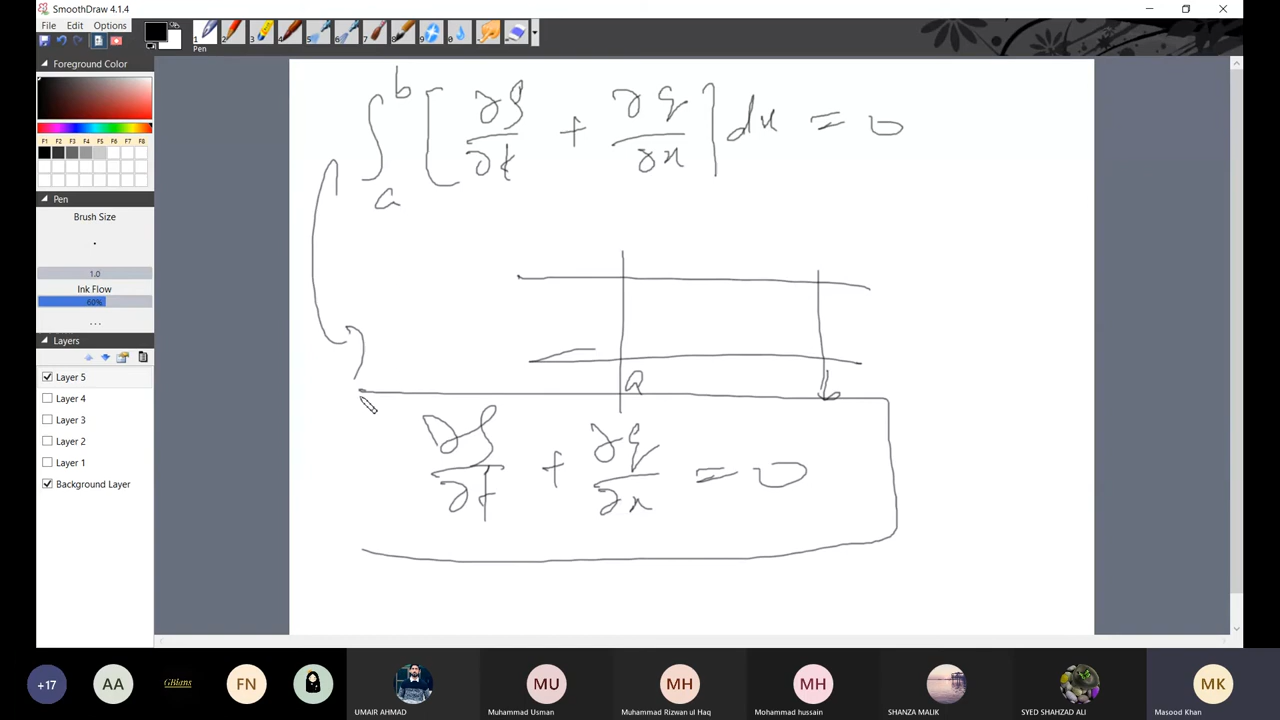 SmoothDraw 4.1.4
File Edit Options
Pen
Foreground Color
F1 F2 F3 F4 F5 F6 F7 F8
Pen
Brush Size
1.0
Ink Flow
60%
...
Layers
Layer 5
Layer 4
Layer 3
Layer 2
Layer 1
Background Layer
∫_a^b [∂ρ/∂t + ∂q/∂x] dx = 0
a b
∂ρ/∂t + ∂q/∂x = 0
+17 AA GBians FN UMAIR AHMAD MU Muhammad Usman MH Muhammad Rizwan ul Haq MH Mohammad hussain SHANZA MALIK SYED SHAHZAD ALI MK Masood Khan